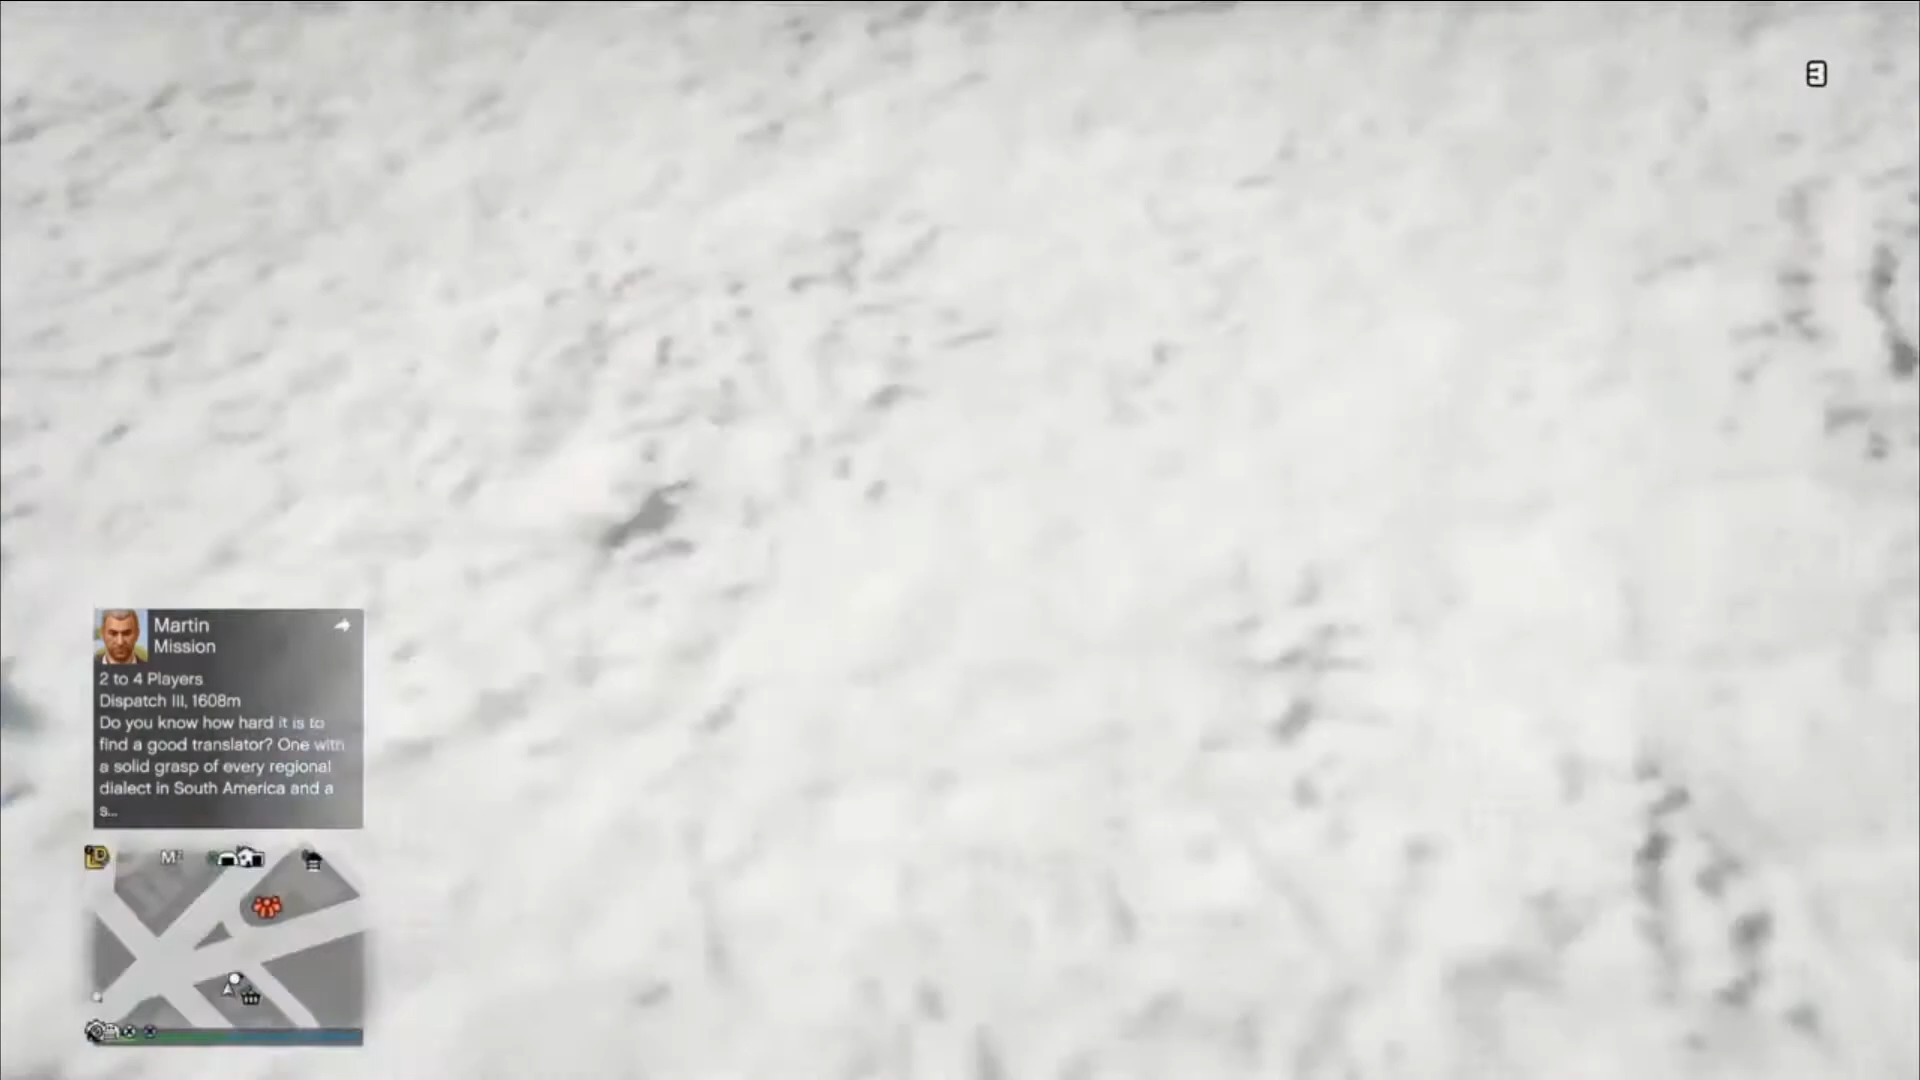 3
Martin
Mission
2 to 4 Players
Dispatch III, 1608m
Do you know how hard it is to
find a good translator? One with
a solid grasp of every regional
dialect in South America and a
s...